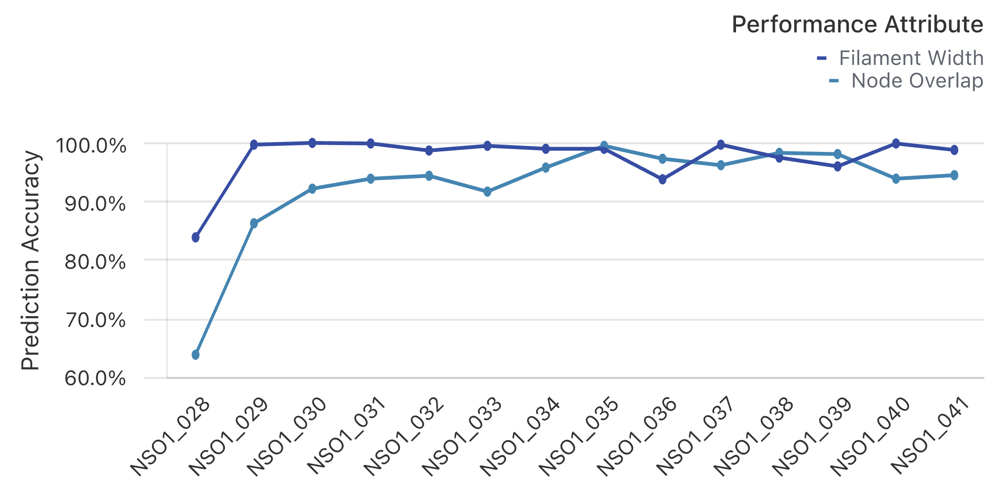 Performance Attribute
Filament Width
Node Overlap
Prediction Accuracy
100.0%
90.0%
80.0%
70.0%
60.0%
NSO1_028
NSO1_029
NSO1_030
NSO1_031
NSO1_032
NSO1_033
NSO1_034
NSO1_035
NSO1_036
NSO1_037
NSO1_038
NSO1_039
NSO1_040
NSO1_041